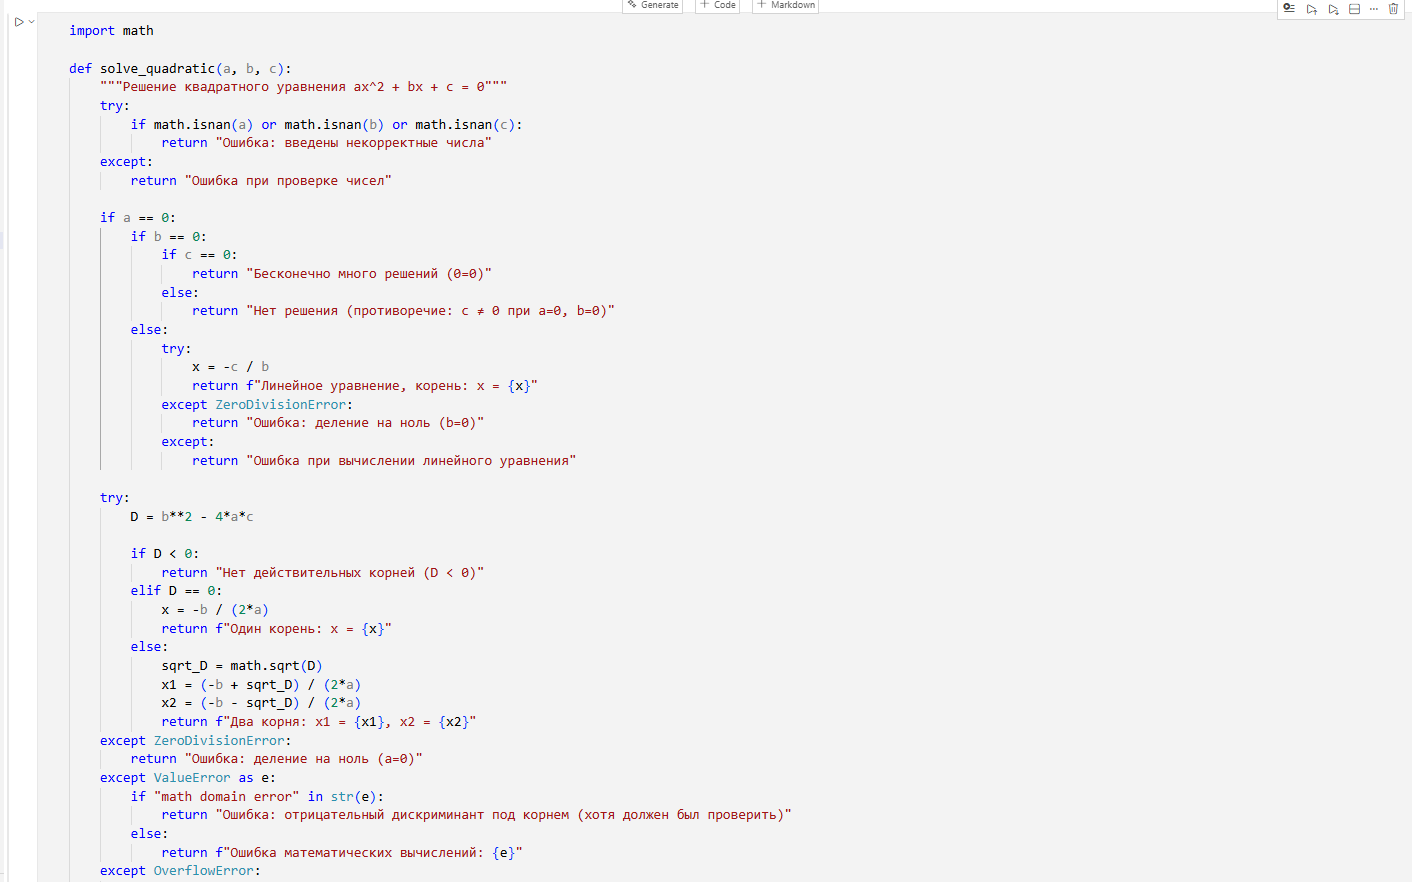 Generate + Code + Markdown
import math
def solve_quadratic(a, b, c):
"""Решение квадратного уравнения ax^2 + bx + c = 0"""
try:
if math.isnan(a) or math.isnan(b) or math.isnan(c):
return "Ошибка: введены некорректные числа"
except:
return "Ошибка при проверке чисел"
if a == 0:
if b == 0:
if c == 0:
return "Бесконечно много решений (0=0)"
else:
return "Нет решения (противоречие: c ≠ 0 при a=0, b=0)"
else:
try:
x = -c / b
return f"Линейное уравнение, корень: x = {x}"
except ZeroDivisionError:
return "Ошибка: деление на ноль (b=0)"
except:
return "Ошибка при вычислении линейного уравнения"
try:
D = b**2 - 4*a*c
if D < 0:
return "Нет действительных корней (D < 0)"
elif D == 0:
x = -b / (2*a)
return f"Один корень: x = {x}"
else:
sqrt_D = math.sqrt(D)
x1 = (-b + sqrt_D) / (2*a)
x2 = (-b - sqrt_D) / (2*a)
return f"Два корня: x1 = {x1}, x2 = {x2}"
except ZeroDivisionError:
return "Ошибка: деление на ноль (a=0)"
except ValueError as e:
if "math domain error" in str(e):
return "Ошибка: отрицательный дискриминант под корнем (хотя должен был проверить)"
else:
return f"Ошибка математических вычислений: {e}"
except OverflowError: